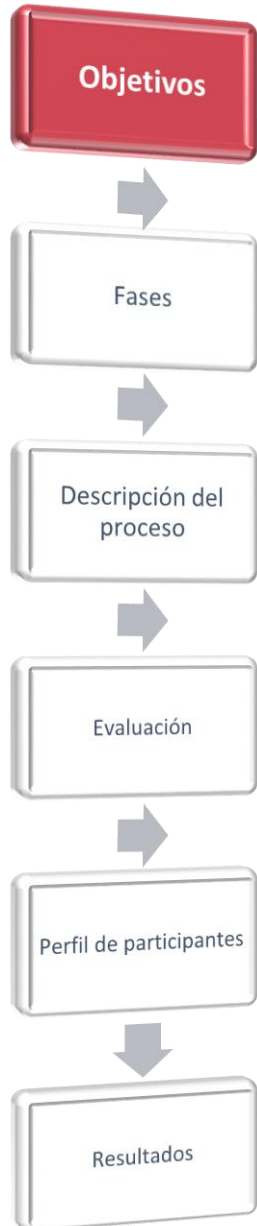 Objetivos
Fases
Descripción del
proceso
Evaluación
Perfil de participantes
Resultados